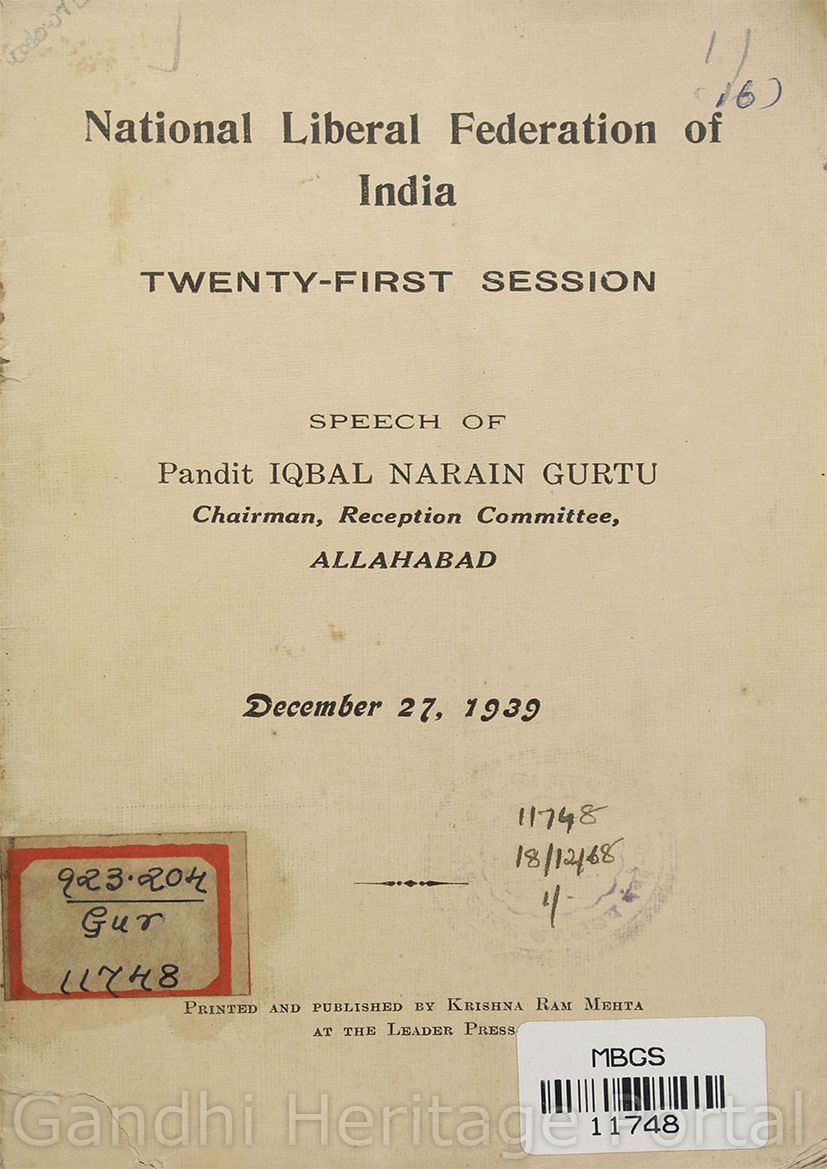 16)
National Liberal Federation of
India
TWENTY-FIRST SESSION
SPEECH OF
Pandit IQBAL NARAIN GURTU
Chairman, Reception Committee,
ALLAHABAD
December 27, 1939
11748
18/12/68
1/-
923.204
Gur
11748
PRINTED AND PUBLISHED BY KRISHNA RAM MEHTA
AT THE LEADER PRESS
MBGS
11748
Gandhi Heritage Portal